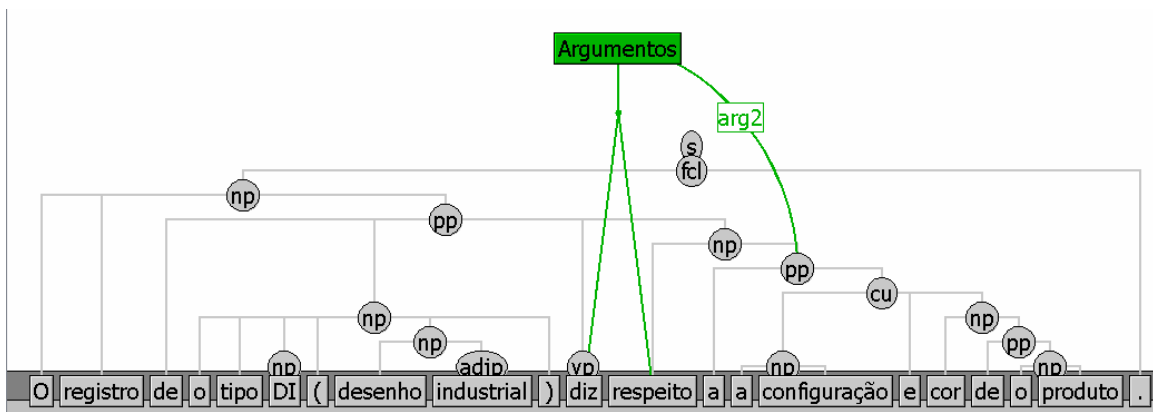 Argumentos
arg2
s
fcl
np
pp
np
pp
cu
np
np
np
pp
np
adjp
vp
np
np
O registro de o tipo DI ( desenho industrial ) diz respeito a a configuração e cor de o produto .